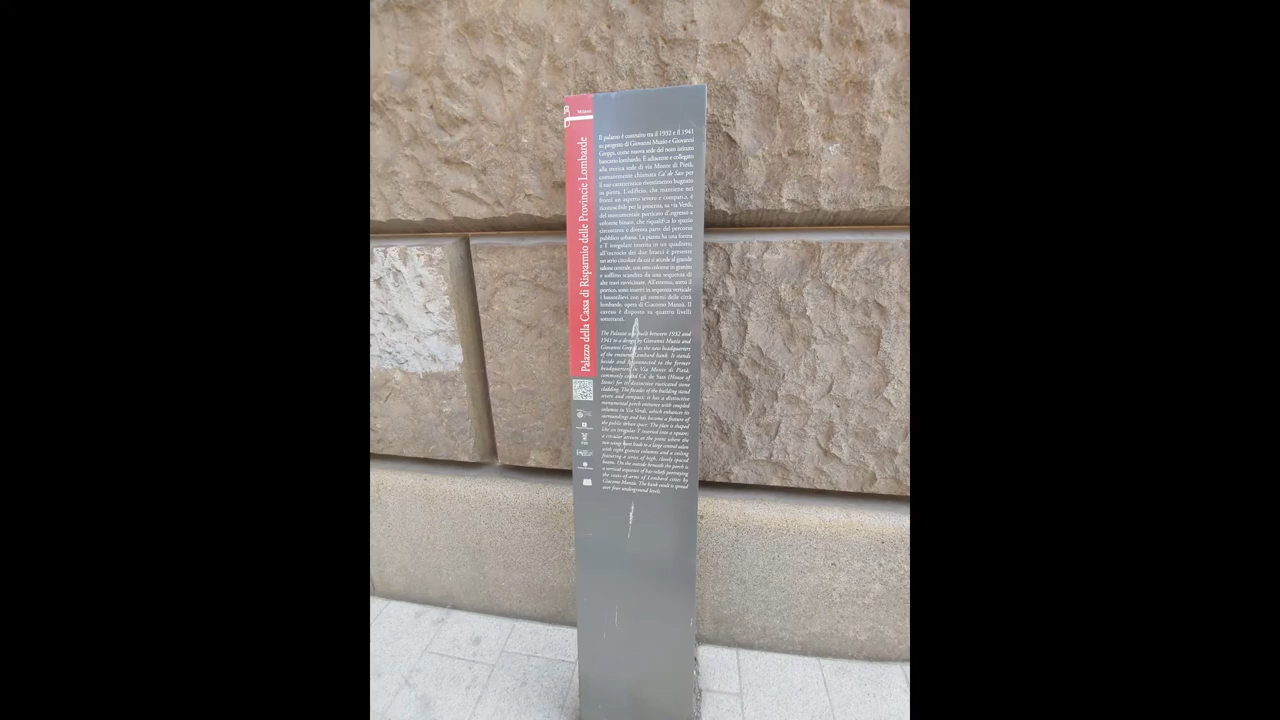 Milano
Palazzo della Cassa di Risparmio delle Provincie Lombarde
Il palazzo è costruito tra il 1932 e il 1941
su progetto di Giovanni Muzio e Giovanni
Greppi, come nuova sede del noto istituto
bancario lombardo. È adiacente e collegato
alla storica sede di via Monte di Pietà,
comunemente chiamata Ca' de Sass per
il suo caratteristico rivestimento bugnato
in pietra. L'edificio, che mantiene nei
fronti un aspetto severo e compatto, è
riconoscibile per la presenza, su via Verdi,
del monumentale porticato d'ingresso a
colonne binate, che riqualifica lo spazio
circostante e diventa parte del percorso
pubblico urbano. La pianta ha una forma
a T irregolare inserita in un quadrato:
all'incrocio dei due bracci è presente
un atrio circolare da cui si accede al grande
salone centrale, con otto colonne in granito
e soffitto scandito da una sequenza di
alte travi ravvicinate. All'esterno, sotto il
portico, sono inseriti in sequenza verticale
i bassorilievi con gli stemmi delle città
lombarde, opera di Giacomo Manzù. Il
caveau è disposto su quattro livelli
sotterranei.
The Palazzo was built between 1932 and
1941 to a design by Giovanni Muzio and
Giovanni Greppi as the new headquarters
of the eminent Lombard bank. It stands
beside and is connected to the former
headquarters in Via Monte di Pietà,
commonly called Ca' de Sass (House of
Stone) for its distinctive rusticated stone
cladding. The facades of the building stand
severe and compact; it has a distinctive
monumental porch entrance with coupled
columns in Via Verdi, which enhances its
surroundings and has become a feature of
the public urban space. The plan is shaped
like an irregular T inserted into a square:
a circular atrium at the point where the
two wings meet leads to a large central salon
with eight granite columns and a ceiling
featuring a series of high, closely spaced
beams. On the outside beneath the porch is
a vertical sequence of bas-reliefs portraying
the coats-of-arms of Lombard cities by
Giacomo Manzù. The bank vault is spread
over four underground levels.